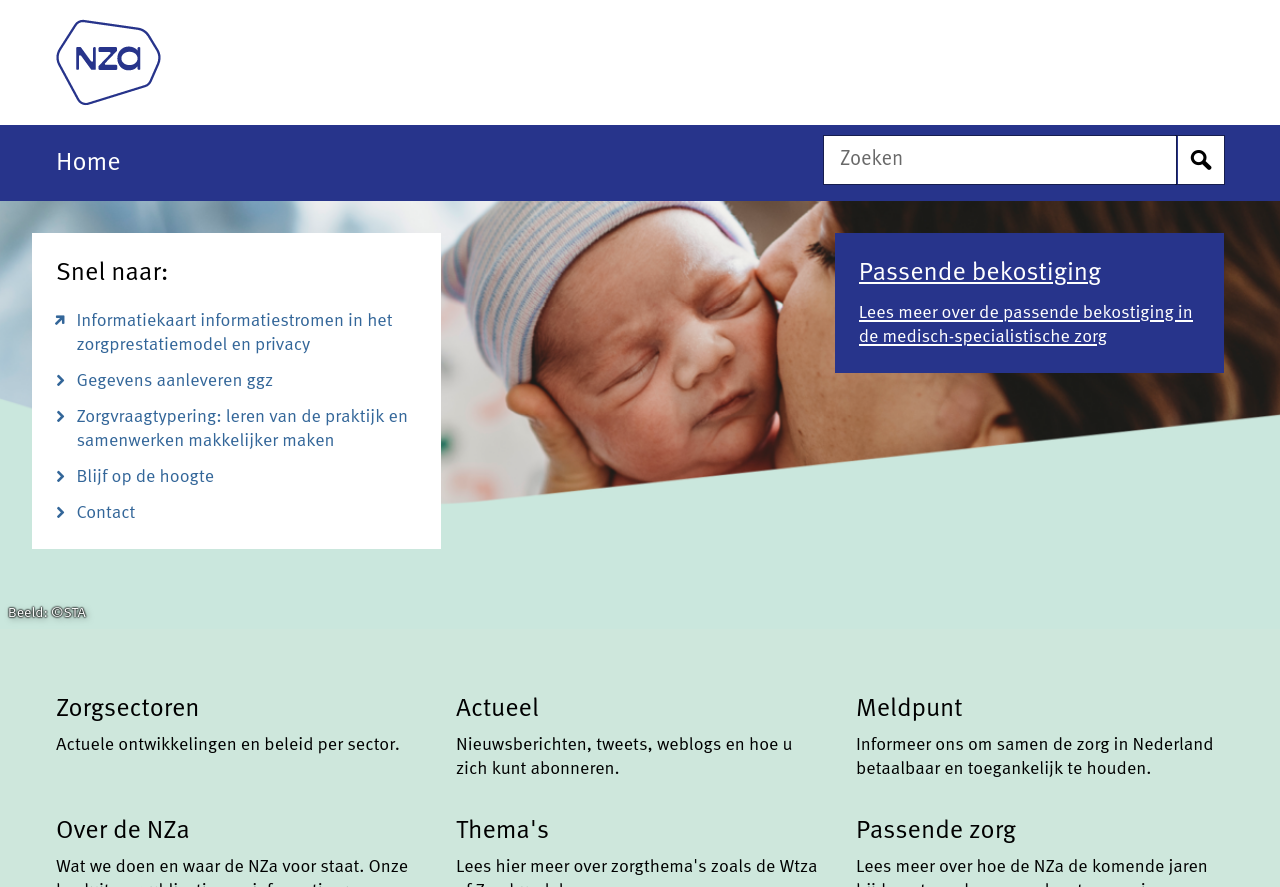 NZa
Home
Zoeken
Snel naar:
Informatiekaart informatiestromen in het
zorgprestatiemodel en privacy
Gegevens aanleveren ggz
Zorgvraagtypering: leren van de praktijk en
samenwerken makkelijker maken
Blijf op de hoogte
Contact
Passende bekostiging
Lees meer over de passende bekostiging in
de medisch-specialistische zorg
Beeld: ©STA
Zorgsectoren
Actuele ontwikkelingen en beleid per sector.
Actueel
Nieuwsberichten, tweets, weblogs en hoe u
zich kunt abonneren.
Meldpunt
Informeer ons om samen de zorg in Nederland
betaalbaar en toegankelijk te houden.
Over de NZa
Wat we doen en waar de NZa voor staat. Onze
Thema's
Lees hier meer over zorgthema's zoals de Wtza
Passende zorg
Lees meer over hoe de NZa de komende jaren